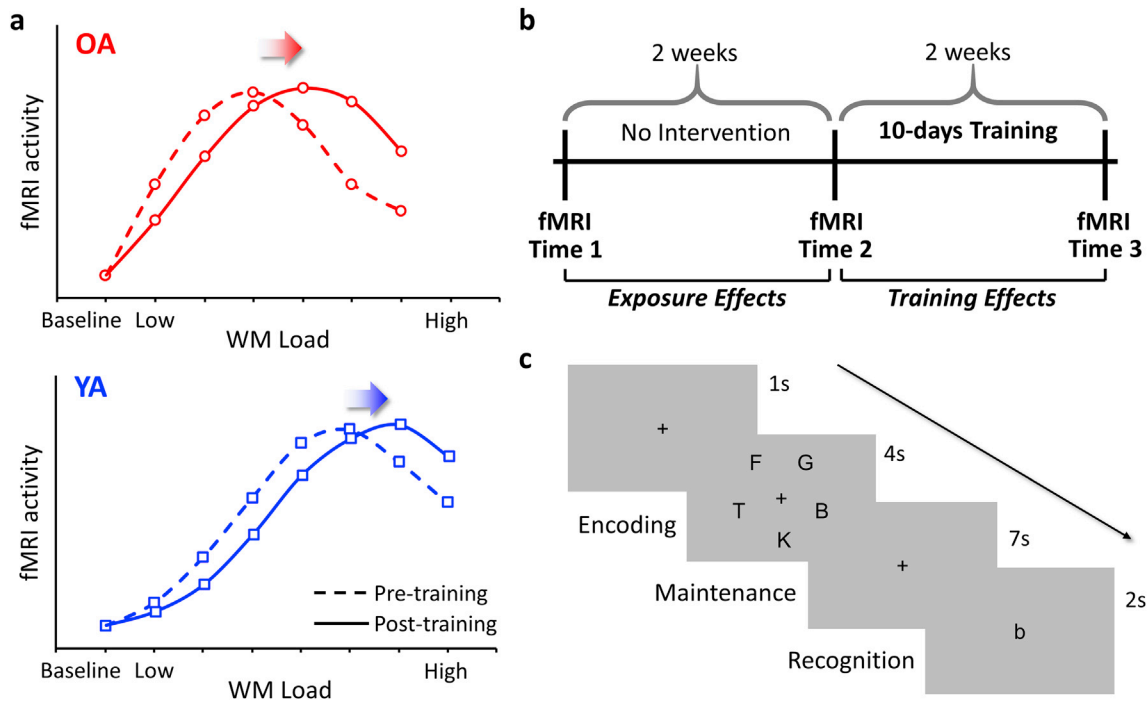 a
OA
fMRI activity
Baseline Low High
WM Load
YA
fMRI activity
Pre-training
Post-training
Baseline Low High
WM Load
b
2 weeks 2 weeks
No Intervention 10-days Training
fMRI fMRI fMRI
Time 1 Time 2 Time 3
Exposure Effects Training Effects
c
1s
+
F G
4s
+
T B
K
Encoding
7s
+
Maintenance
2s
b
Recognition